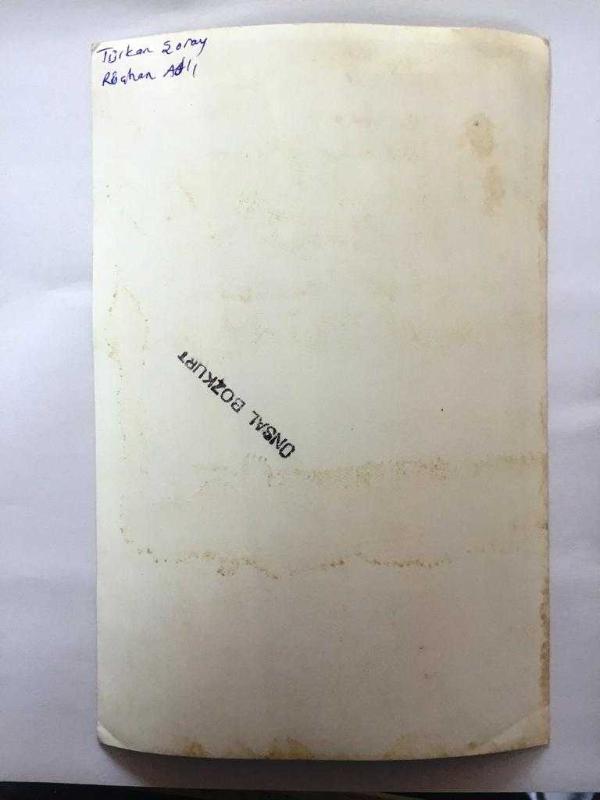 Türkan Şoray
Rüçhan Adlı
ÜNSAL BOZKURT